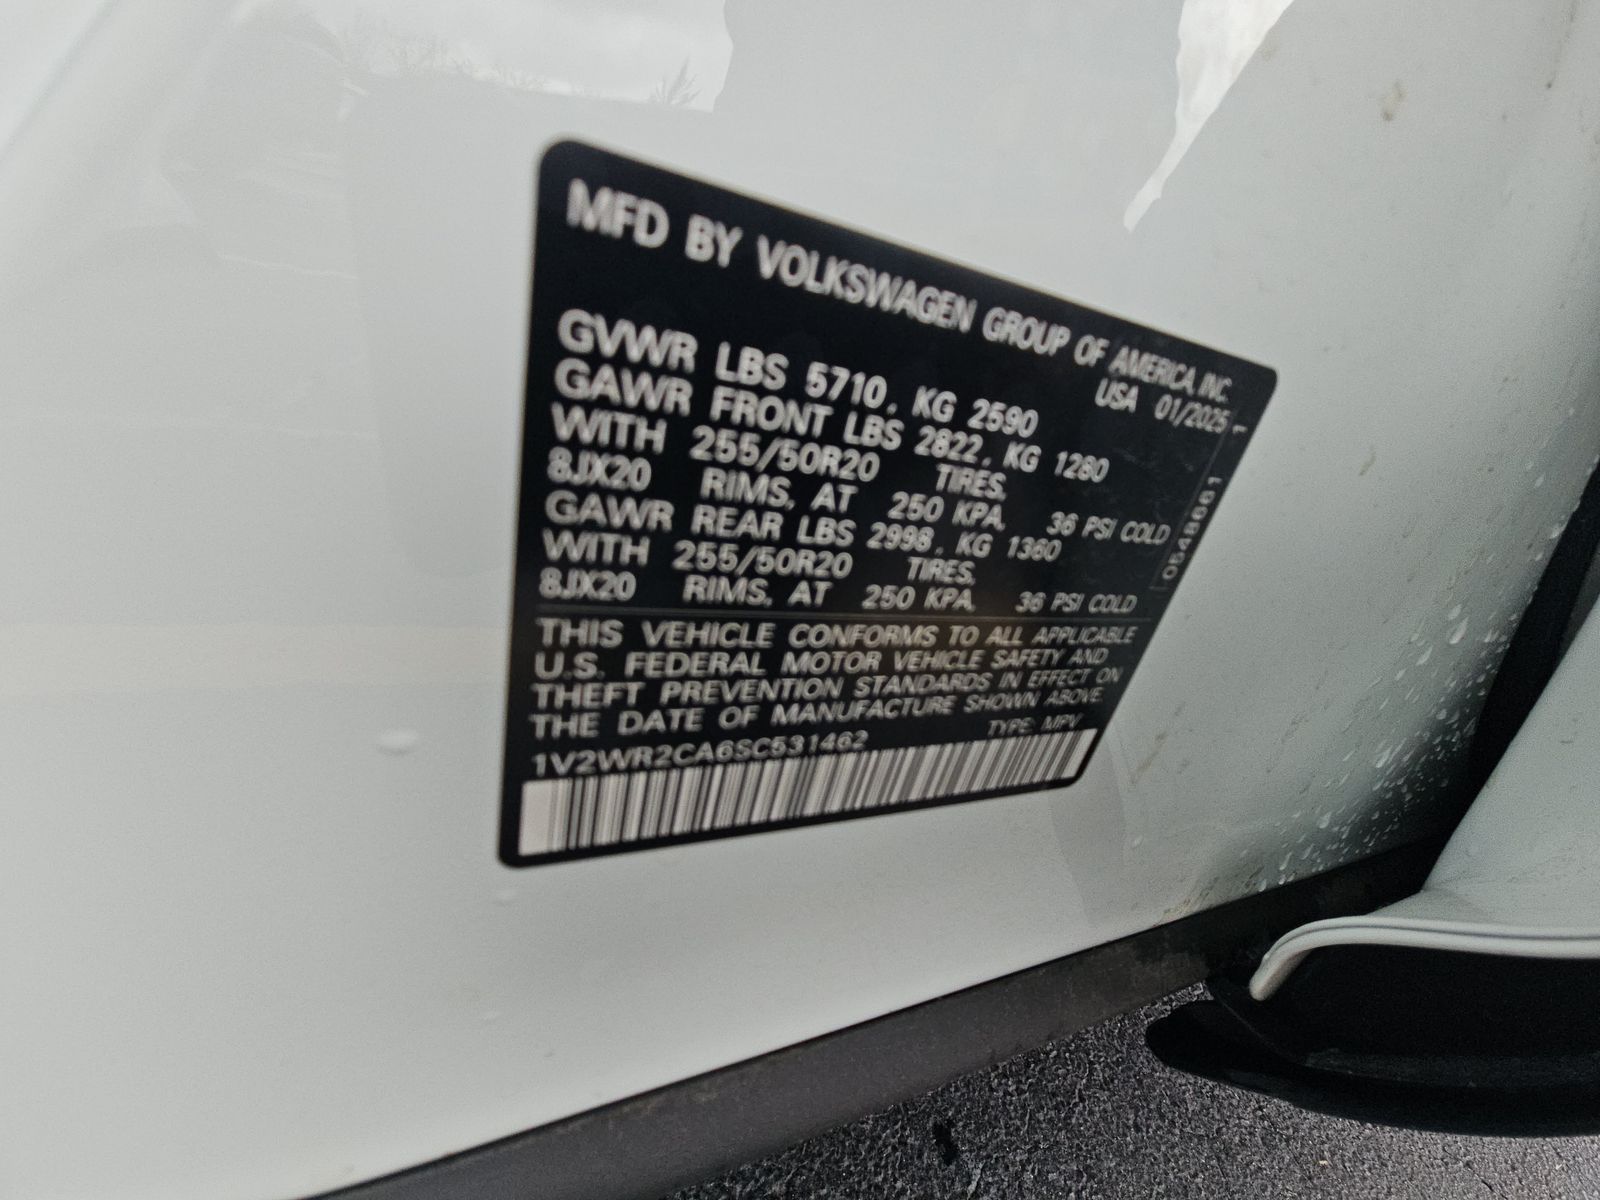 MFD BY VOLKSWAGEN GROUP OF AMERICA, INC.
USA 01/2025
GVWR LBS 5710, KG 2590
GAWR FRONT LBS 2822, KG 1280
WITH 255/50R20 TIRES,
8JX20 RIMS, AT 250 KPA, 36 PSI COLD
GAWR REAR LBS 2998, KG 1360
WITH 255/50R20 TIRES,
8JX20 RIMS, AT 250 KPA, 36 PSI COLD
THIS VEHICLE CONFORMS TO ALL APPLICABLE
U.S. FEDERAL MOTOR VEHICLE SAFETY AND
THEFT PREVENTION STANDARDS IN EFFECT ON
THE DATE OF MANUFACTURE SHOWN ABOVE.
TYPE: MPV
1V2WR2CA6SC531462
0648661 1